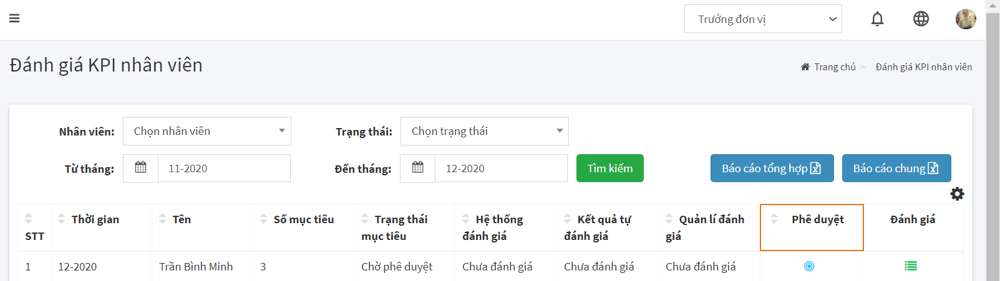 Trưởng đơn vị
Đánh giá KPI nhân viên
Trang chủ > Đánh giá KPI nhân viên
Nhân viên: Chọn nhân viên Trạng thái: Chọn trạng thái
Từ tháng: 11-2020 Đến tháng: 12-2020 Tìm kiếm Báo cáo tổng hợp Báo cáo chung
STT Thời gian Tên Số mục tiêu Trạng thái mục tiêu Hệ thống đánh giá Kết quả tự đánh giá Quản lí đánh giá Phê duyệt Đánh giá
1 12-2020 Trần Bình Minh 3 Chờ phê duyệt Chưa đánh giá Chưa đánh giá Chưa đánh giá